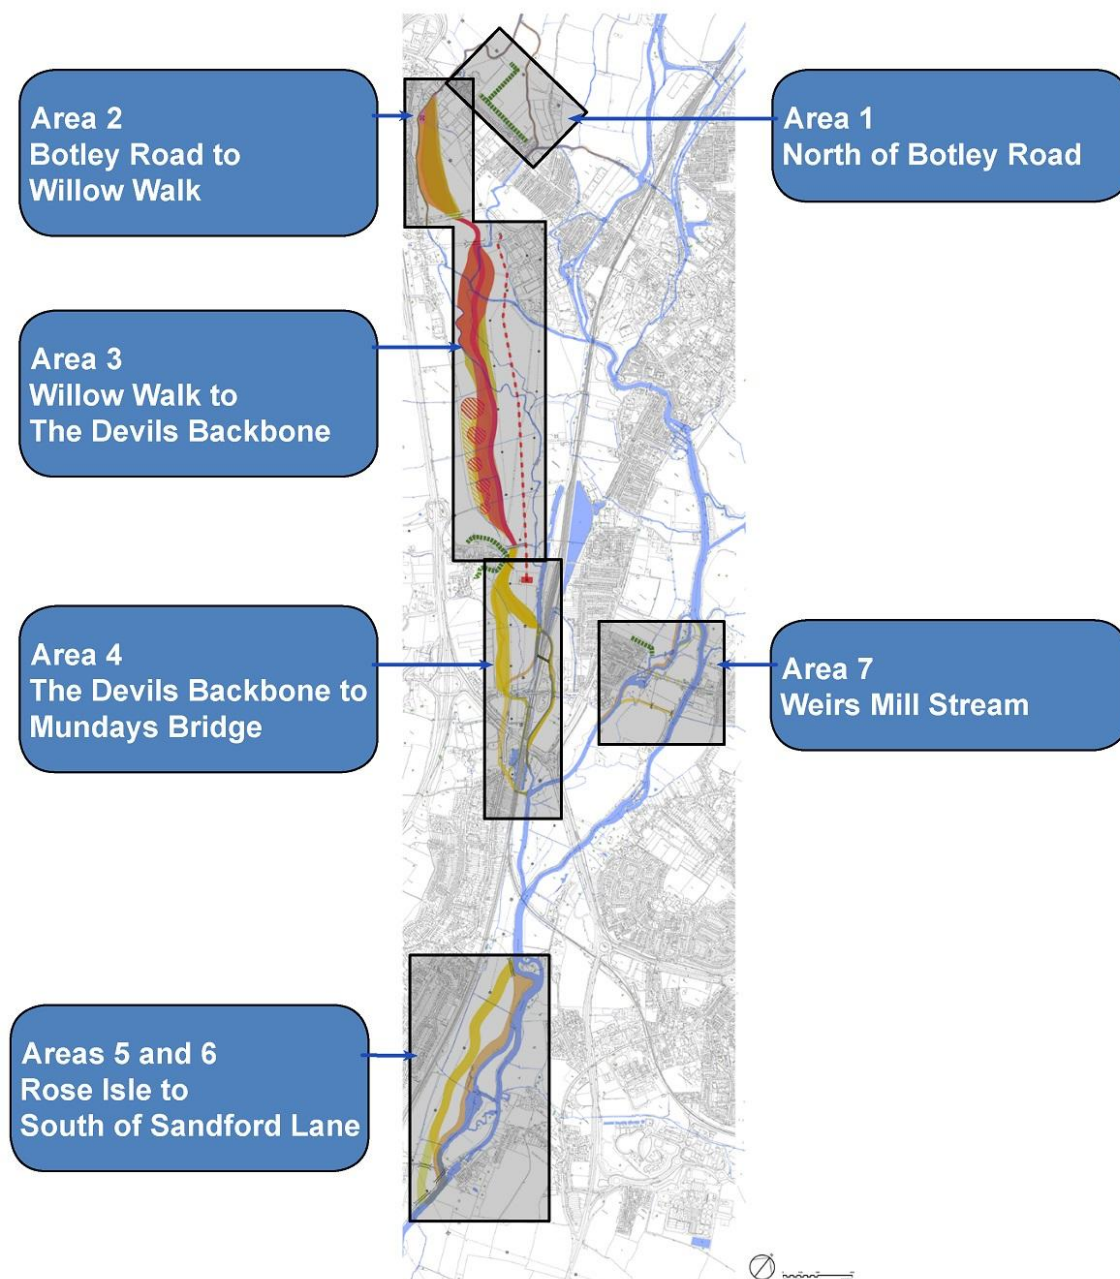 Area 2
Botley Road to
Willow Walk
Area 1
North of Botley Road
Area 3
Willow Walk to
The Devils Backbone
Area 4
The Devils Backbone to
Mundays Bridge
Area 7
Weirs Mill Stream
Areas 5 and 6
Rose Isle to
South of Sandford Lane